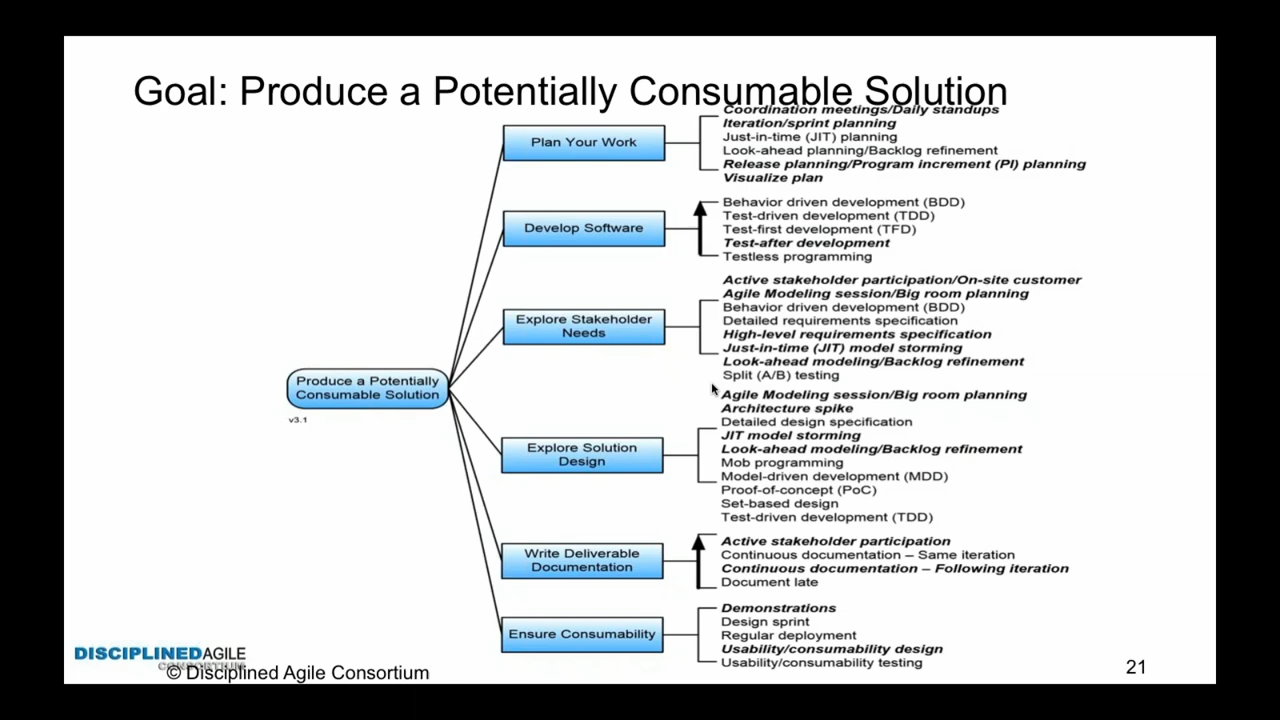 Goal: Produce a Potentially Consumable Solution
Coordination meetings/Daily standups
Iteration/sprint planning
Plan Your Work
Just-in-time (JIT) planning
Look-ahead planning/Backlog refinement
Release planning/Program increment (PI) planning
Visualize plan
Behavior driven development (BDD)
Test-driven development (TDD)
Develop Software
Test-first development (TFD)
Test-after development
Testless programming
Active stakeholder participation/On-site customer
Agile Modeling session/Big room planning
Behavior driven development (BDD)
Explore Stakeholder
Needs
Detailed requirements specification
High-level requirements specification
Just-in-time (JIT) model storming
Look-ahead modeling/Backlog refinement
Split (A/B) testing
Produce a Potentially
Consumable Solution
v3.1
Agile Modeling session/Big room planning
Architecture spike
Detailed design specification
JIT model storming
Explore Solution
Design
Look-ahead modeling/Backlog refinement
Mob programming
Model-driven development (MDD)
Proof-of-concept (PoC)
Set-based design
Test-driven development (TDD)
Active stakeholder participation
Write Deliverable
Documentation
Continuous documentation – Same iteration
Continuous documentation – Following iteration
Document late
Demonstrations
Design sprint
Ensure Consumability
Regular deployment
Usability/consumability design
Usability/consumability testing
DISCIPLINEDAGILE
CONSORTIUM
© Disciplined Agile Consortium
21